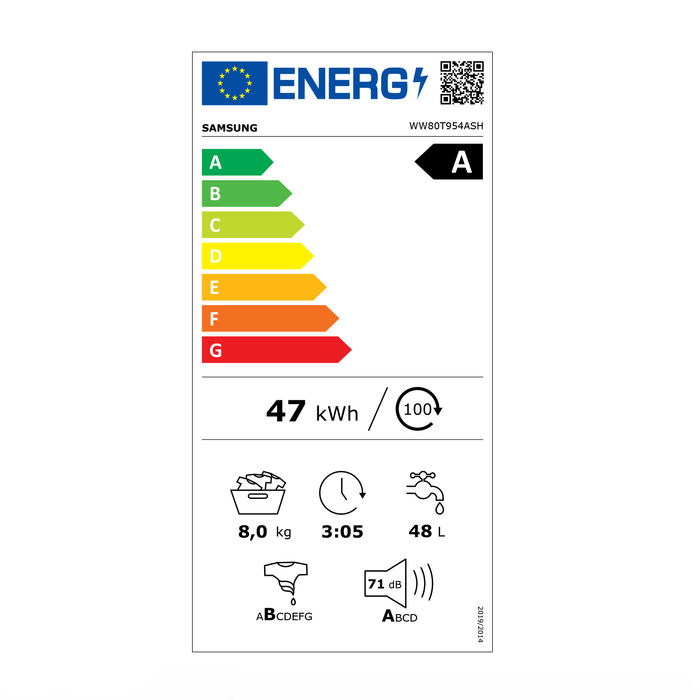 ENERG
SAMSUNG
WW80T954ASH
A
A
B
C
D
E
F
G
47 kWh / 100
8,0 kg
3:05
48 L
71 dB
ABCDEFG
ABCD
2019/2014